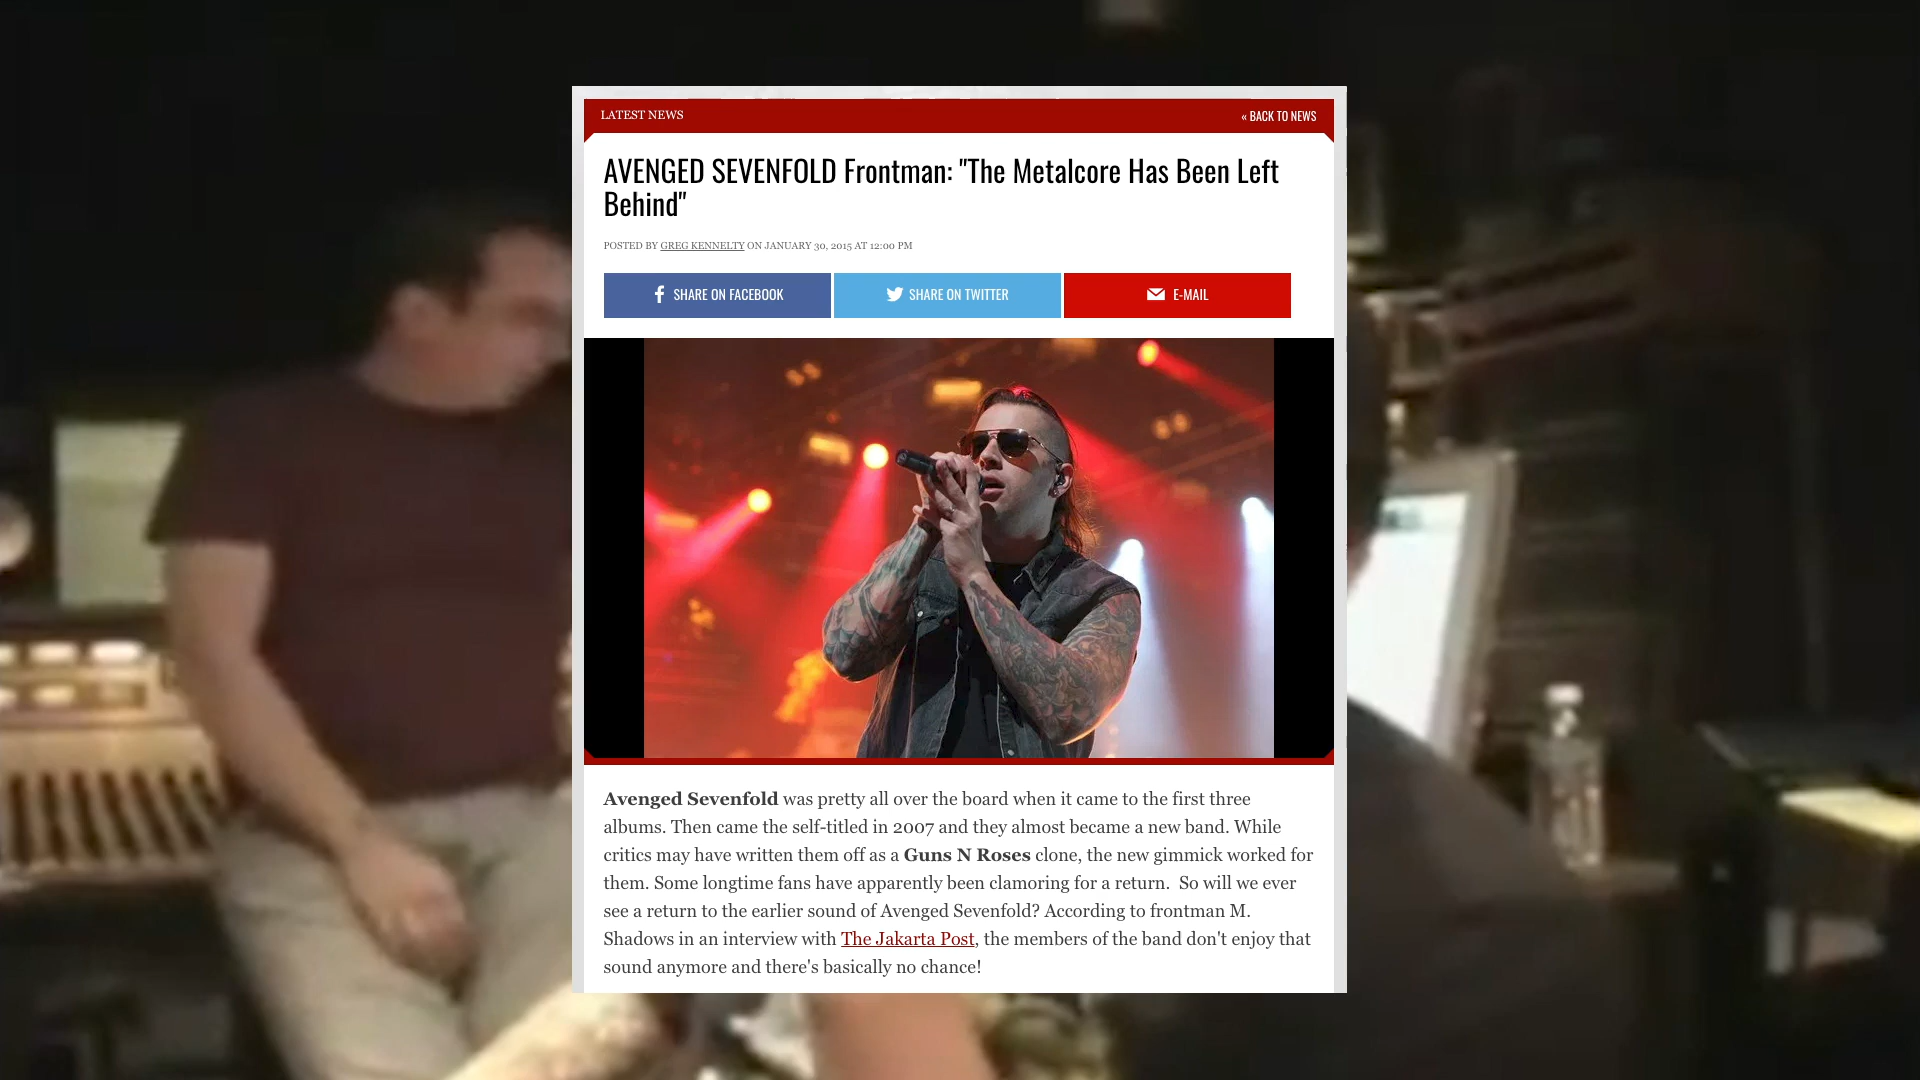 LATEST NEWS
« BACK TO NEWS
AVENGED SEVENFOLD Frontman: "The Metalcore Has Been Left
Behind"
POSTED BY GREG KENNELTY ON JANUARY 30, 2015 AT 12:00 PM
SHARE ON FACEBOOK
SHARE ON TWITTER
E-MAIL
Avenged Sevenfold was pretty all over the board when it came to the first three
albums. Then came the self-titled in 2007 and they almost became a new band. While
critics may have written them off as a Guns N Roses clone, the new gimmick worked for
them. Some longtime fans have apparently been clamoring for a return.  So will we ever
see a return to the earlier sound of Avenged Sevenfold? According to frontman M.
Shadows in an interview with The Jakarta Post, the members of the band don't enjoy that
sound anymore and there's basically no chance!